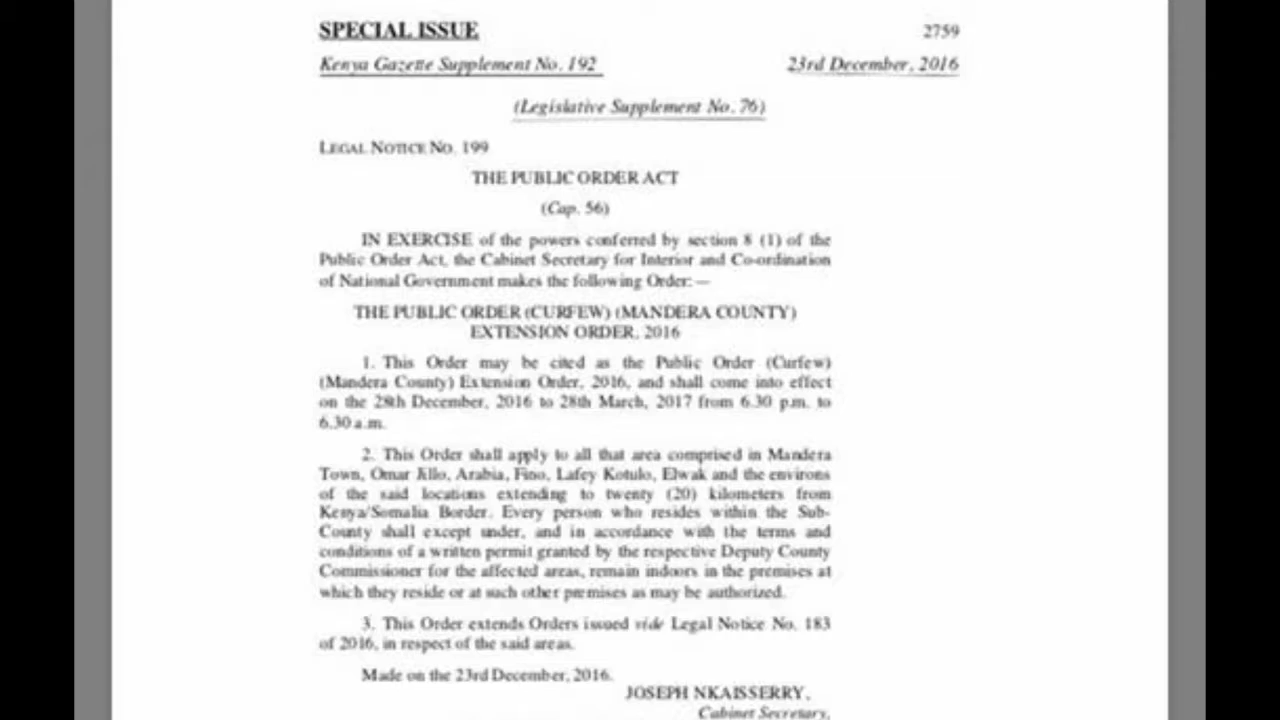 SPECIAL ISSUE 2759
Kenya Gazette Supplement No. 192 23rd December, 2016
(Legislative Supplement No. 76)
LEGAL NOTICE NO. 199
THE PUBLIC ORDER ACT
(Cap. 56)
IN EXERCISE of the powers conferred by section 8 (1) of the
Public Order Act, the Cabinet Secretary for Interior and Co-ordination
of National Government makes the following Order:—
THE PUBLIC ORDER (CURFEW) (MANDERA COUNTY)
EXTENSION ORDER, 2016
1. This Order may be cited as the Public Order (Curfew)
(Mandera County) Extension Order, 2016, and shall come into effect
on the 28th December, 2016 to 28th March, 2017 from 6.30 p.m. to
6.30 a.m.
2. This Order shall apply to all that area comprised in Mandera
Town, Omar Jillo, Arabia, Fino, Lafey Kotulo, Elwak and the environs
of the said locations extending to twenty (20) kilometers from
Kenya/Somalia Border. Every person who resides within the Sub-
County shall except under, and in accordance with the terms and
conditions of a written permit granted by the respective Deputy County
Commissioner for the affected areas, remain indoors in the premises at
which they reside or at such other premises as may be authorized.
3. This Order extends Orders issued vide Legal Notice No. 183
of 2016, in respect of the said areas.
Made on the 23rd December, 2016.
JOSEPH NKAISSERRY,
Cabinet Secretary,